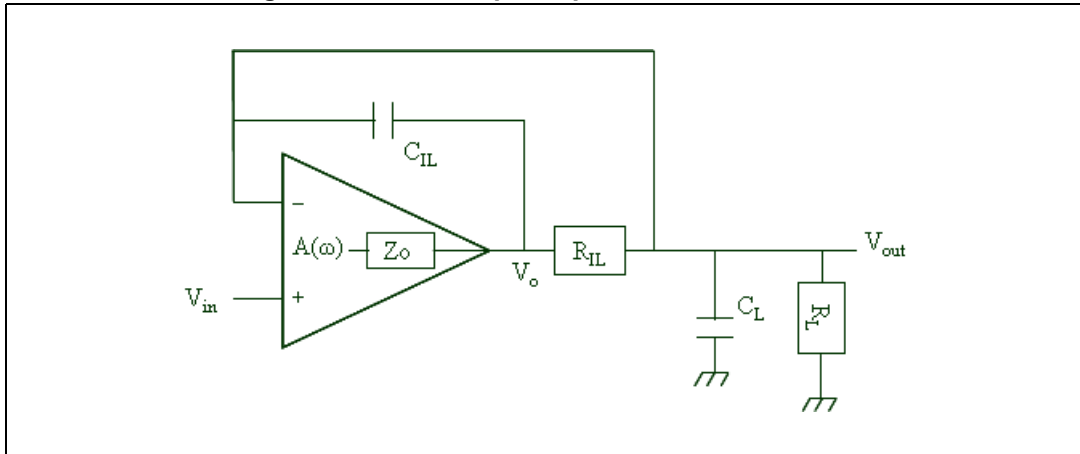 C_IL
−
A(ω)
Zo
V_o
R_IL
V_out
V_in
+
C_L
R_L